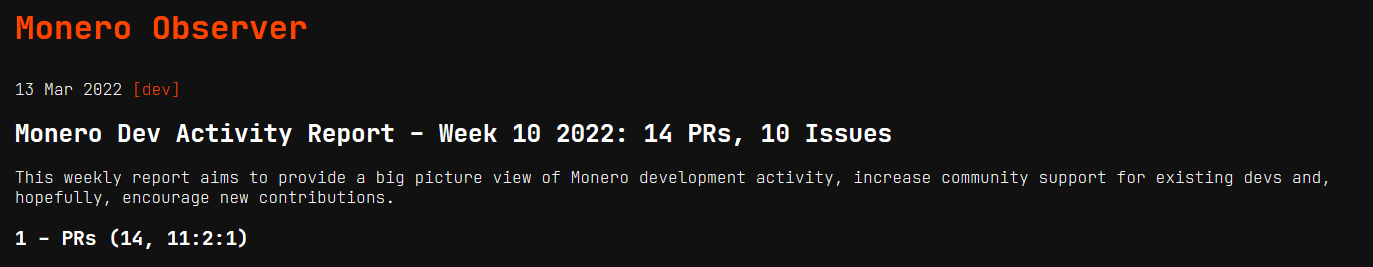 Monero Observer
13 Mar 2022 [dev]
Monero Dev Activity Report - Week 10 2022: 14 PRs, 10 Issues
This weekly report aims to provide a big picture view of Monero development activity, increase community support for existing devs and,
hopefully, encourage new contributions.
1 - PRs (14, 11:2:1)